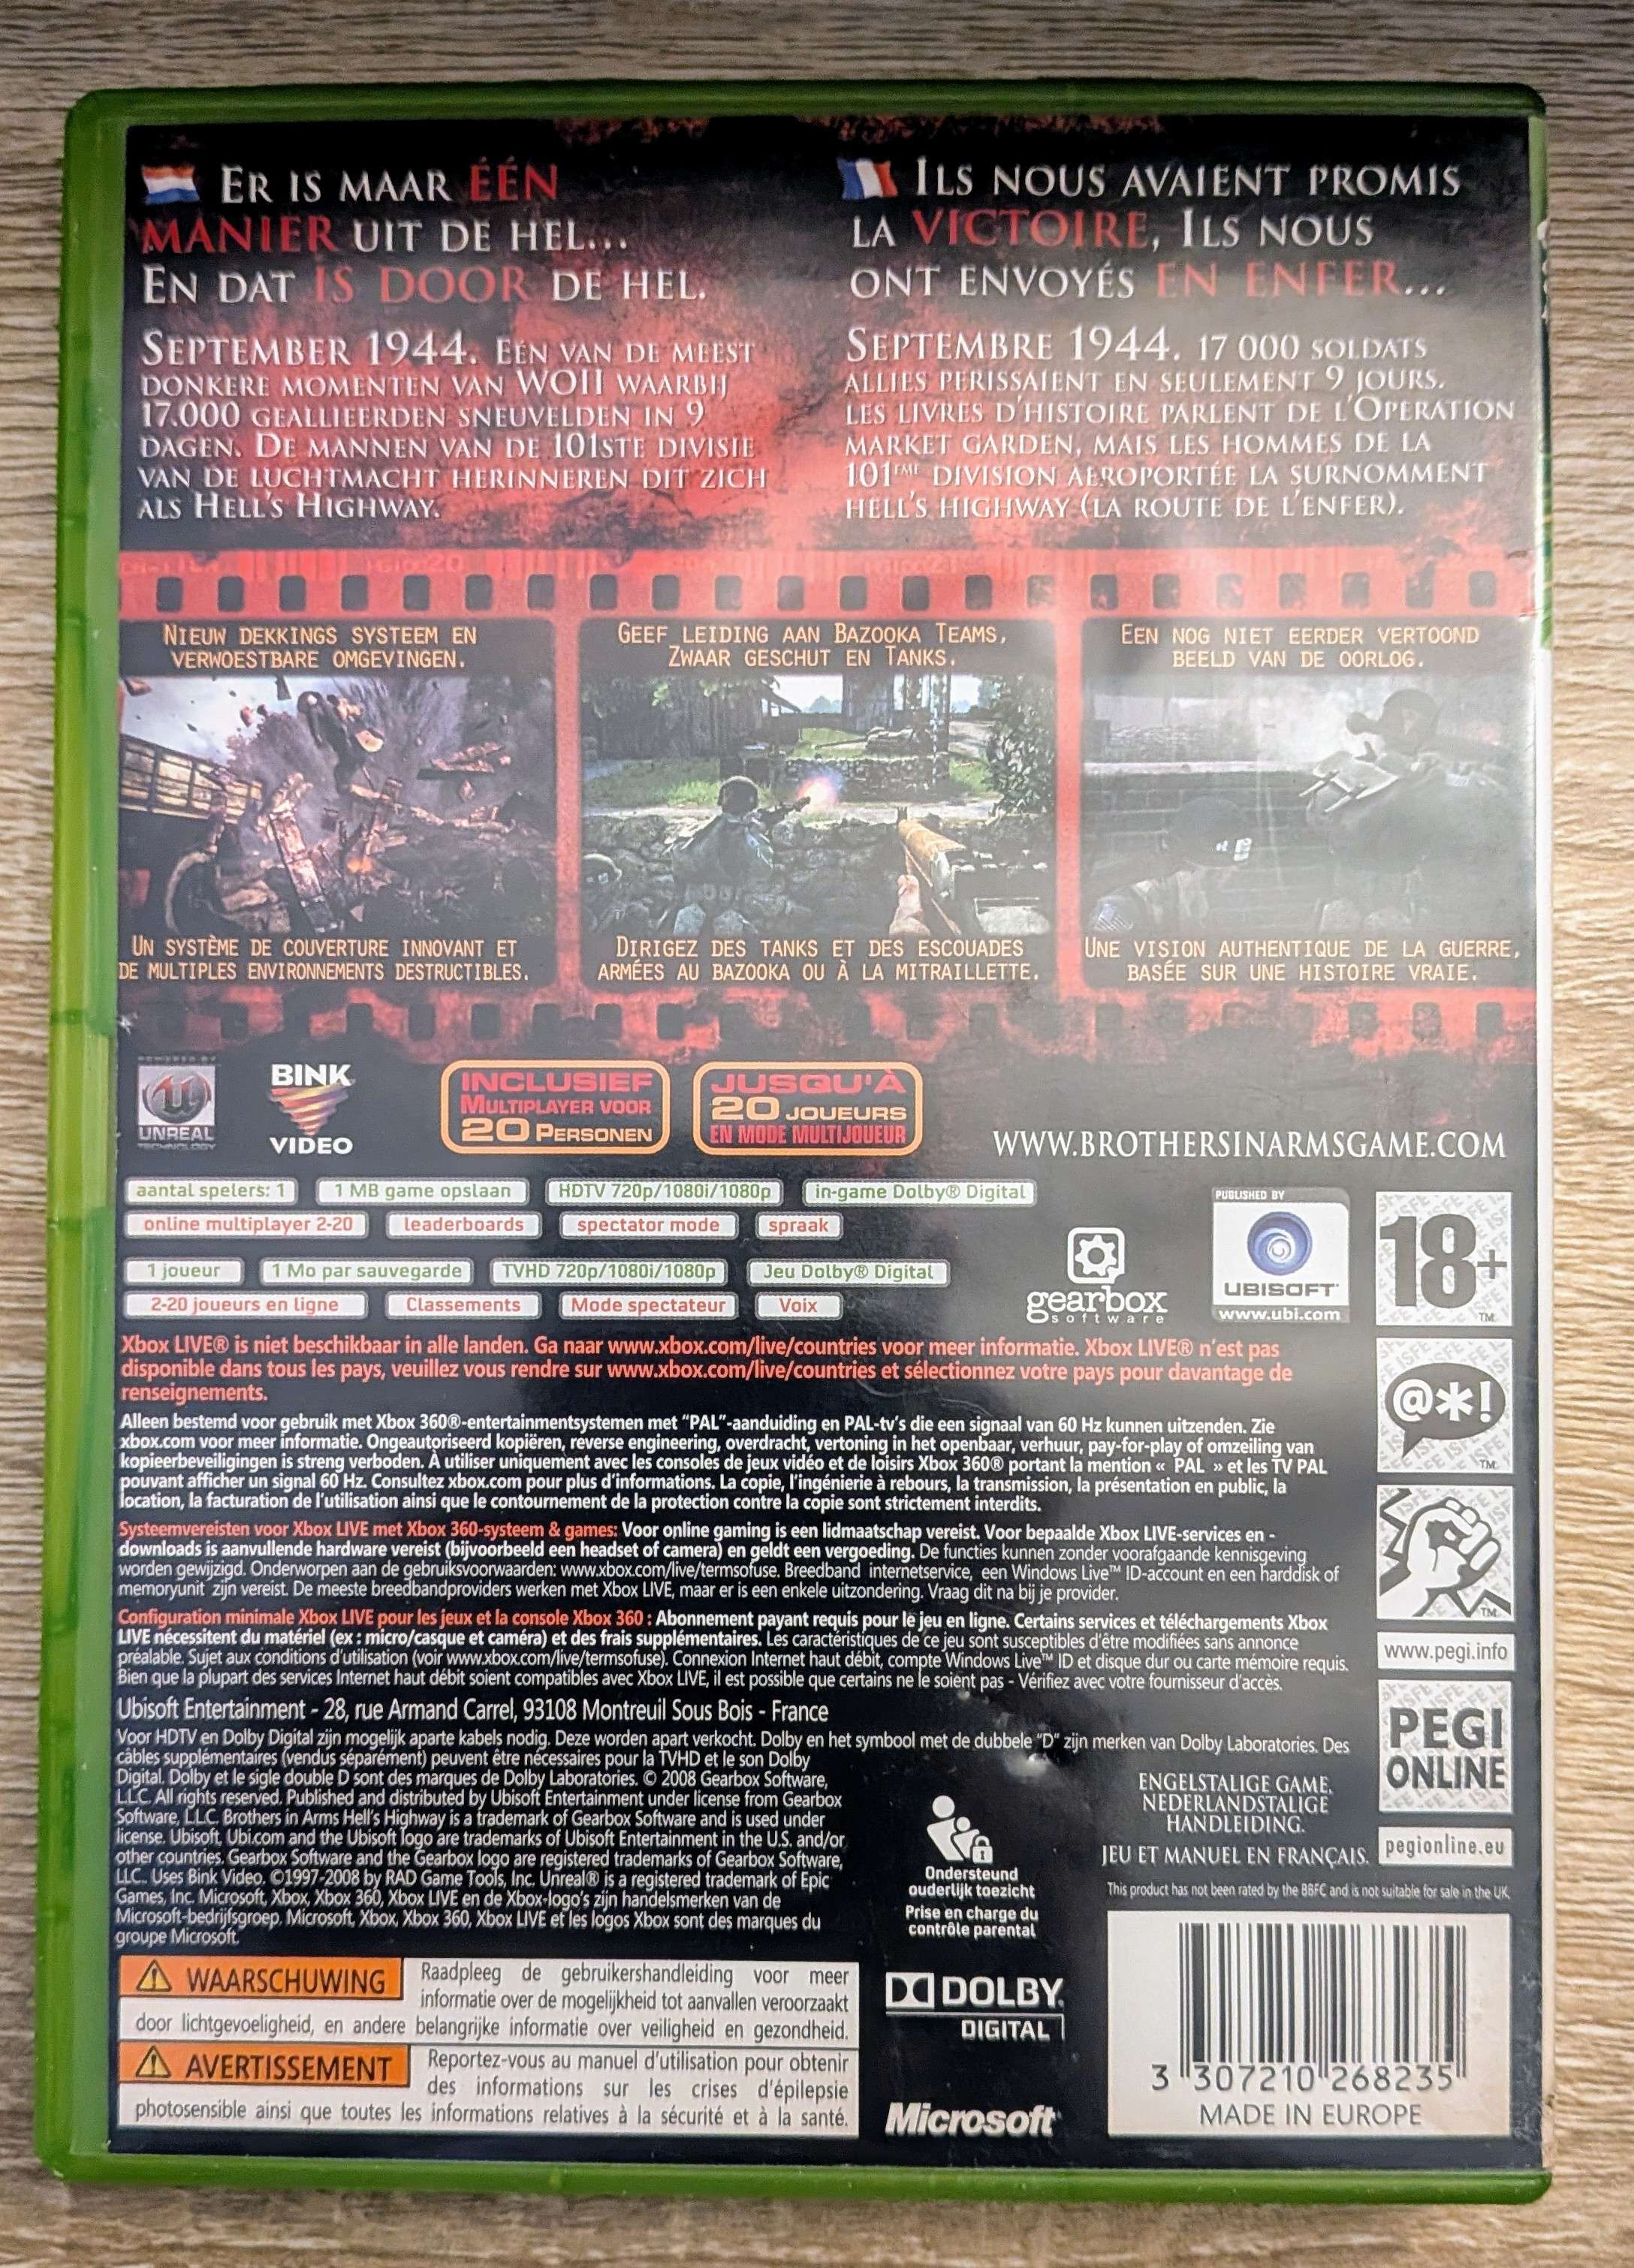 ER IS MAAR ÉÉN
MANIER UIT DE HEL...
EN DAT IS DOOR DE HEL.
SEPTEMBER 1944. EÉN VAN DE MEEST
DONKERE MOMENTEN VAN WOII WAARBIJ
17.000 GEALLIEERDEN SNEUVELDEN IN 9
DAGEN. DE MANNEN VAN DE 101STE DIVISIE
VAN DE LUCHTMACHT HERINNEREN DIT ZICH
ALS HELL'S HIGHWAY.
ILS NOUS AVAIENT PROMIS
LA VICTOIRE, ILS NOUS
ONT ENVOYÉS EN ENFER...
SEPTEMBRE 1944. 17 000 SOLDATS
ALLIÉS PÉRISSAIENT EN SEULEMENT 9 JOURS.
LES LIVRES D'HISTOIRE PARLENT DE L'OPÉRATION
MARKET GARDEN, MAIS LES HOMMES DE LA
101ÈME DIVISION AÉROPORTÉE LA SURNOMMENT
HELL'S HIGHWAY (LA ROUTE DE L'ENFER).
NIEUW DEKKINGS SYSTEEM EN
VERWOESTBARE OMGEVINGEN.
GEEF LEIDING AAN BAZOOKA TEAMS,
ZWAAR GESCHUT EN TANKS.
EEN NOG NIET EERDER VERTOOND
BEELD VAN DE OORLOG.
UN SYSTÈME DE COUVERTURE INNOVANT ET
DE MULTIPLES ENVIRONNEMENTS DESTRUCTIBLES.
DIRIGEZ DES TANKS ET DES ESCOUADES
ARMÉES AU BAZOOKA OU À LA MITRAILLETTE.
UNE VISION AUTHENTIQUE DE LA GUERRE,
BASÉE SUR UNE HISTOIRE VRAIE.
POWERED BY
UNREAL
TECHNOLOGY
BINK
VIDEO
INCLUSIEF
MULTIPLAYER VOOR
20 PERSONEN
JUSQU'À
20 JOUEURS
EN MODE MULTIJOUEUR
WWW.BROTHERSINARMSGAME.COM
aantal spelers: 1 1 MB game opslaan HDTV 720p/1080i/1080p in-game Dolby® Digital
online multiplayer 2-20 leaderboards spectator mode spraak
1 joueur 1 Mo par sauvegarde TVHD 720p/1080i/1080p Jeu Dolby® Digital
2-20 joueurs en ligne Classements Mode spectateur Voix
gearbox
software
PUBLISHED BY
UBISOFT
www.ubi.com
18+
TM
@*!
TM
TM
www.pegi.info
PEGI
ONLINE
pegionline.eu
Xbox LIVE® is niet beschikbaar in alle landen. Ga naar www.xbox.com/live/countries voor meer informatie. Xbox LIVE® n'est pas
disponible dans tous les pays, veuillez vous rendre sur www.xbox.com/live/countries et sélectionnez votre pays pour davantage de
renseignements.
Alleen bestemd voor gebruik met Xbox 360®-entertainmentsystemen met "PAL"-aanduiding en PAL-tv's die een signaal van 60 Hz kunnen uitzenden. Zie
xbox.com voor meer informatie. Ongeautoriseerd kopiëren, reverse engineering, overdracht, vertoning in het openbaar, verhuur, pay-for-play of omzeiling van
kopieerbeveiligingen is streng verboden. À utiliser uniquement avec les consoles de jeux vidéo et de loisirs Xbox 360® portant la mention « PAL » et les TV PAL
pouvant afficher un signal 60 Hz. Consultez xbox.com pour plus d'informations. La copie, l'ingénierie à rebours, la transmission, la présentation en public, la
location, la facturation de l'utilisation ainsi que le contournement de la protection contre la copie sont strictement interdits.
Systeemvereisten voor Xbox LIVE met Xbox 360-systeem & games: Voor online gaming is een lidmaatschap vereist. Voor bepaalde Xbox LIVE-services en -
downloads is aanvullende hardware vereist (bijvoorbeeld een headset of camera) en geldt een vergoeding. De functies kunnen zonder voorafgaande kennisgeving
worden gewijzigd. Onderworpen aan de gebruiksvoorwaarden: www.xbox.com/live/termsofuse. Breedband internetservice, een Windows Live™ ID-account en een harddisk of
memoryunit zijn vereist. De meeste breedbandproviders werken met Xbox LIVE, maar er is een enkele uitzondering. Vraag dit na bij je provider.
Configuration minimale Xbox LIVE pour les jeux et la console Xbox 360 : Abonnement payant requis pour le jeu en ligne. Certains services et téléchargements Xbox
LIVE nécessitent du matériel (ex : micro/casque et caméra) et des frais supplémentaires. Les caractéristiques de ce jeu sont susceptibles d'être modifiées sans annonce
préalable. Sujet aux conditions d'utilisation (voir www.xbox.com/live/termsofuse). Connexion Internet haut débit, compte Windows Live™ ID et disque dur ou carte mémoire requis.
Bien que la plupart des services Internet haut débit soient compatibles avec Xbox LIVE, il est possible que certains ne le soient pas - Vérifiez avec votre fournisseur d'accès.
Ubisoft Entertainment - 28, rue Armand Carrel, 93108 Montreuil Sous Bois - France
Voor HDTV en Dolby Digital zijn mogelijk aparte kabels nodig. Deze worden apart verkocht. Dolby en het symbool met de dubbele "D" zijn merken van Dolby Laboratories. Des
câbles supplémentaires (vendus séparément) peuvent être nécessaires pour la TVHD et le son Dolby
Digital. Dolby et le sigle double D sont des marques de Dolby Laboratories. © 2008 Gearbox Software,
L.L.C. All rights reserved. Published and distributed by Ubisoft Entertainment under license from Gearbox
Software, L.L.C. Brothers in Arms Hell's Highway is a trademark of Gearbox Software and is used under
license. Ubisoft, Ubi.com and the Ubisoft logo are trademarks of Ubisoft Entertainment in the U.S. and/or
other countries. Gearbox Software and the Gearbox logo are registered trademarks of Gearbox Software,
LLC. Uses Bink Video. ©1997-2008 by RAD Game Tools, Inc. Unreal® is a registered trademark of Epic
Games, Inc. Microsoft, Xbox, Xbox 360, Xbox LIVE en de Xbox-logo's zijn handelsmerken van de
Microsoft-bedrijfsgroep. Microsoft, Xbox, Xbox 360, Xbox LIVE et les logos Xbox sont des marques du
groupe Microsoft.
Ondersteund
ouderlijk toezicht
Prise en charge du
contrôle parental
ENGELSTALIGE GAME.
NEDERLANDSTALIGE
HANDLEIDING.
JEU ET MANUEL EN FRANÇAIS.
This product has not been rated by the BBFC and is not suitable for sale in the UK.
WAARSCHUWING Raadpleeg de gebruikershandleiding voor meer
informatie over de mogelijkheid tot aanvallen veroorzaakt
door lichtgevoeligheid, en andere belangrijke informatie over veiligheid en gezondheid.
AVERTISSEMENT Reportez-vous au manuel d'utilisation pour obtenir
des informations sur les crises d'épilepsie
photosensible ainsi que toutes les informations relatives à la sécurité et à la santé.
DOLBY
DIGITAL
Microsoft
3 307210 268235
MADE IN EUROPE